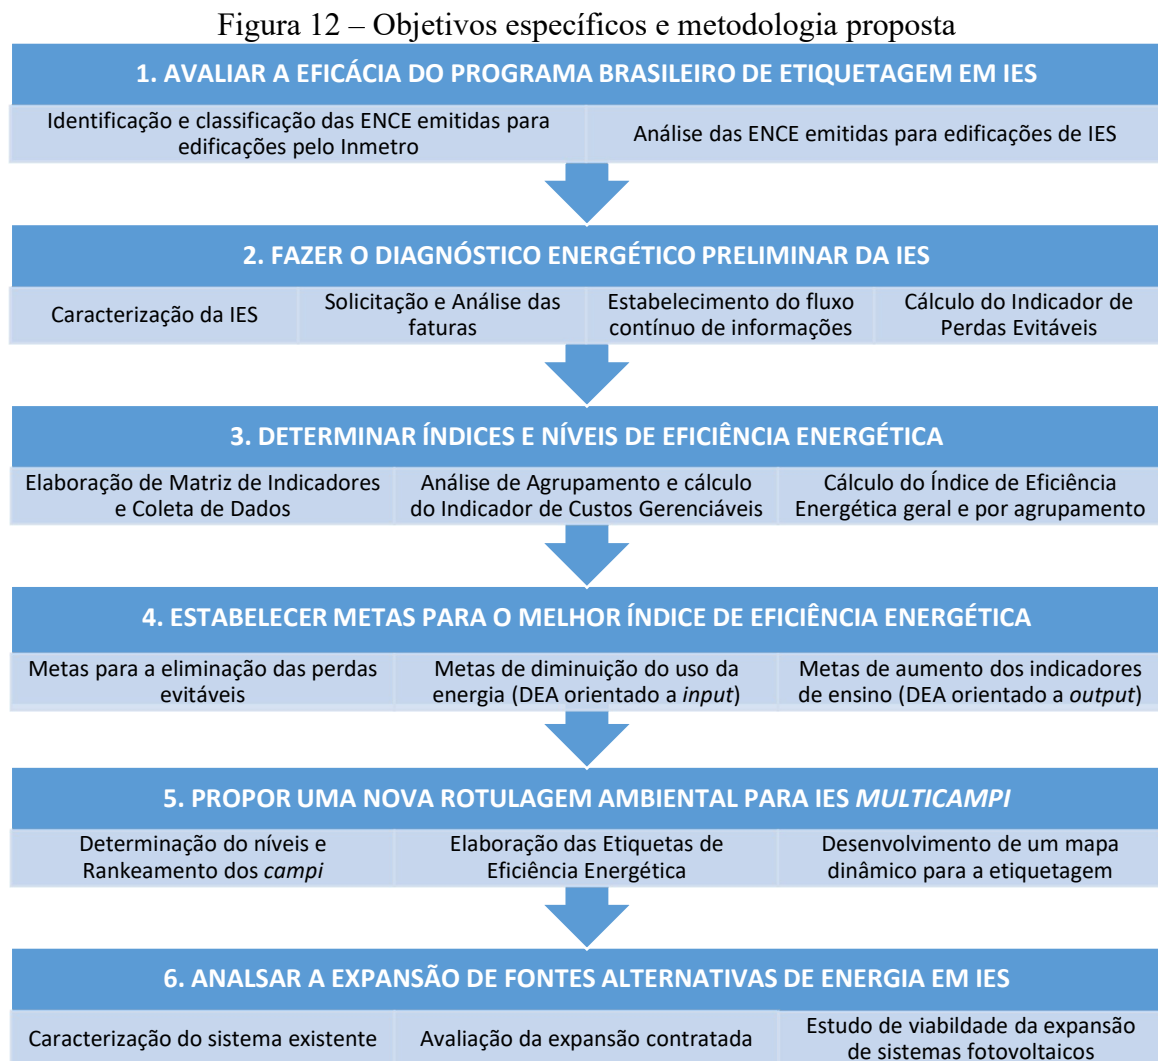 Figura 12 – Objetivos específicos e metodologia proposta
1. AVALIAR A EFICÁCIA DO PROGRAMA BRASILEIRO DE ETIQUETAGEM EM IES
Identificação e classificação das ENCE emitidas para
edificações pelo Inmetro
Análise das ENCE emitidas para edificações de IES
2. FAZER O DIAGNÓSTICO ENERGÉTICO PRELIMINAR DA IES
Caracterização da IES
Solicitação e Análise das
faturas
Estabelecimento do fluxo
contínuo de informações
Cálculo do Indicador de
Perdas Evitáveis
3. DETERMINAR ÍNDICES E NÍVEIS DE EFICIÊNCIA ENERGÉTICA
Elaboração de Matriz de Indicadores
e Coleta de Dados
Análise de Agrupamento e cálculo
do Indicador de Custos Gerenciáveis
Cálculo do Índice de Eficiência
Energética geral e por agrupamento
4. ESTABELECER METAS PARA O MELHOR ÍNDICE DE EFICIÊNCIA ENERGÉTICA
Metas para a eliminação das perdas
evitáveis
Metas de diminuição do uso da
energia (DEA orientado a input)
Metas de aumento dos indicadores
de ensino (DEA orientado a output)
5. PROPOR UMA NOVA ROTULAGEM AMBIENTAL PARA IES MULTICAMPI
Determinação do níveis e
Rankeamento dos campi
Elaboração das Etiquetas de
Eficiência Energética
Desenvolvimento de um mapa
dinâmico para a etiquetagem
6. ANALSAR A EXPANSÃO DE FONTES ALTERNATIVAS DE ENERGIA EM IES
Caracterização do sistema existente
Avaliação da expansão contratada
Estudo de viabildade da expansão
de sistemas fotovoltaicos